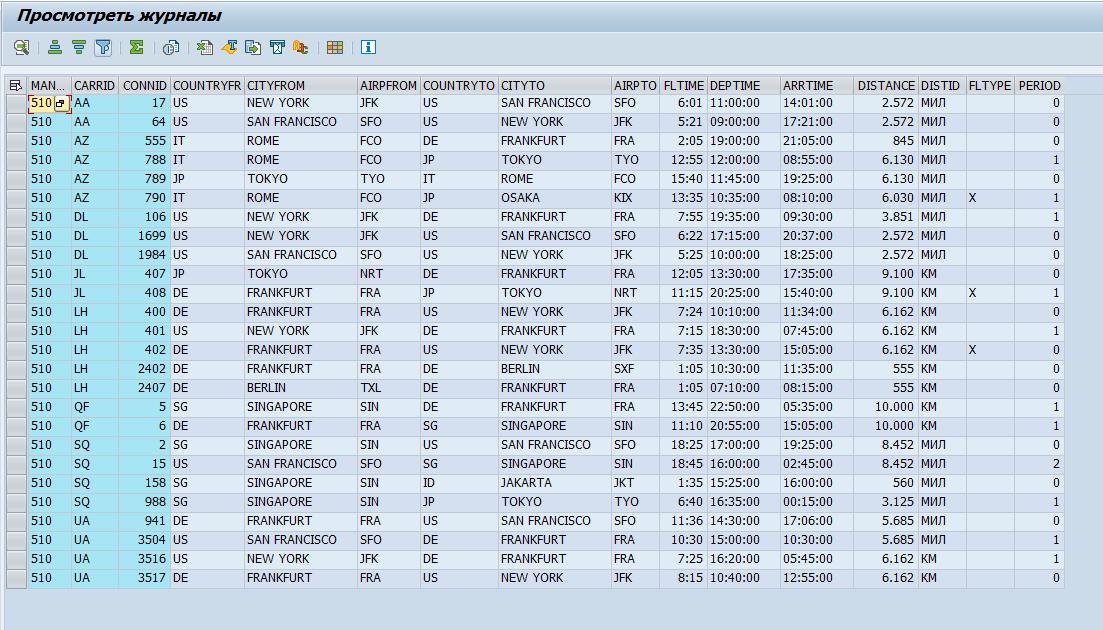 Просмотреть журналы
MAN... CARRID CONNID COUNTRYFR CITYFROM AIRPFROM COUNTRYTO CITYTO AIRPTO FLTIME DEPTIME ARRTIME DISTANCE DISTID FLTYPE PERIOD
510 AA 17 US NEW YORK JFK US SAN FRANCISCO SFO 6:01 11:00:00 14:01:00 2.572 МИЛ 0
510 AA 64 US SAN FRANCISCO SFO US NEW YORK JFK 5:21 09:00:00 17:21:00 2.572 МИЛ 0
510 AZ 555 IT ROME FCO DE FRANKFURT FRA 2:05 19:00:00 21:05:00 845 МИЛ 0
510 AZ 788 IT ROME FCO JP TOKYO TYO 12:55 12:00:00 08:55:00 6.130 МИЛ 1
510 AZ 789 JP TOKYO TYO IT ROME FCO 15:40 11:45:00 19:25:00 6.130 МИЛ 0
510 AZ 790 IT ROME FCO JP OSAKA KIX 13:35 10:35:00 08:10:00 6.030 МИЛ X 1
510 DL 106 US NEW YORK JFK DE FRANKFURT FRA 7:55 19:35:00 09:30:00 3.851 МИЛ 1
510 DL 1699 US NEW YORK JFK US SAN FRANCISCO SFO 6:22 17:15:00 20:37:00 2.572 МИЛ 0
510 DL 1984 US SAN FRANCISCO SFO US NEW YORK JFK 5:25 10:00:00 18:25:00 2.572 МИЛ 0
510 JL 407 JP TOKYO NRT DE FRANKFURT FRA 12:05 13:30:00 17:35:00 9.100 KM 0
510 JL 408 DE FRANKFURT FRA JP TOKYO NRT 11:15 20:25:00 15:40:00 9.100 KM X 1
510 LH 400 DE FRANKFURT FRA US NEW YORK JFK 7:24 10:10:00 11:34:00 6.162 KM 0
510 LH 401 US NEW YORK JFK DE FRANKFURT FRA 7:15 18:30:00 07:45:00 6.162 KM 1
510 LH 402 DE FRANKFURT FRA US NEW YORK JFK 7:35 13:30:00 15:05:00 6.162 KM X 0
510 LH 2402 DE FRANKFURT FRA DE BERLIN SXF 1:05 10:30:00 11:35:00 555 KM 0
510 LH 2407 DE BERLIN TXL DE FRANKFURT FRA 1:05 07:10:00 08:15:00 555 KM 0
510 QF 5 SG SINGAPORE SIN DE FRANKFURT FRA 13:45 22:50:00 05:35:00 10.000 KM 1
510 QF 6 DE FRANKFURT FRA SG SINGAPORE SIN 11:10 20:55:00 15:05:00 10.000 KM 1
510 SQ 2 SG SINGAPORE SIN US SAN FRANCISCO SFO 18:25 17:00:00 19:25:00 8.452 МИЛ 0
510 SQ 15 US SAN FRANCISCO SFO SG SINGAPORE SIN 18:45 16:00:00 02:45:00 8.452 МИЛ 2
510 SQ 158 SG SINGAPORE SIN ID JAKARTA JKT 1:35 15:25:00 16:00:00 560 МИЛ 0
510 SQ 988 SG SINGAPORE SIN JP TOKYO TYO 6:40 16:35:00 00:15:00 3.125 МИЛ 1
510 UA 941 DE FRANKFURT FRA US SAN FRANCISCO SFO 11:36 14:30:00 17:06:00 5.685 МИЛ 0
510 UA 3504 US SAN FRANCISCO SFO DE FRANKFURT FRA 10:30 15:00:00 10:30:00 5.685 МИЛ 1
510 UA 3516 US NEW YORK JFK DE FRANKFURT FRA 7:25 16:20:00 05:45:00 6.162 KM 1
510 UA 3517 DE FRANKFURT FRA US NEW YORK JFK 8:15 10:40:00 12:55:00 6.162 KM 0